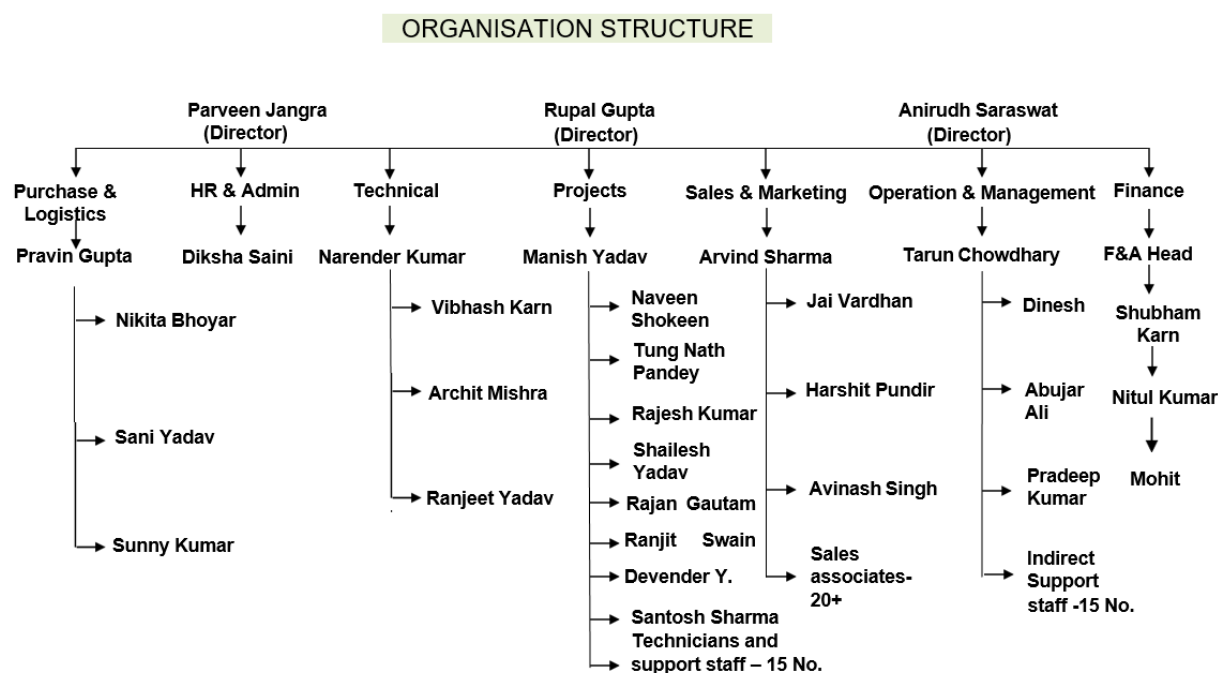 ORGANISATION STRUCTURE
Parveen Jangra
(Director)
Rupal Gupta
(Director)
Anirudh Saraswat
(Director)
Purchase &
Logistics
HR & Admin
Technical
Projects
Sales & Marketing
Operation & Management
Finance
Pravin Gupta
Diksha Saini
Narender Kumar
Manish Yadav
Arvind Sharma
Tarun Chowdhary
F&A Head
Nikita Bhoyar
Sani Yadav
Sunny Kumar
Vibhash Karn
Archit Mishra
Ranjeet Yadav
Naveen
Shokeen
Tung Nath
Pandey
Rajesh Kumar
Shailesh
Yadav
Rajan Gautam
Ranjit Swain
Devender Y.
Santosh Sharma
Technicians and
support staff – 15 No.
Jai Vardhan
Harshit Pundir
Avinash Singh
Sales
associates-
20+
Dinesh
Abujar
Ali
Pradeep
Kumar
Indirect
Support
staff -15 No.
Shubham
Karn
Nitul Kumar
Mohit